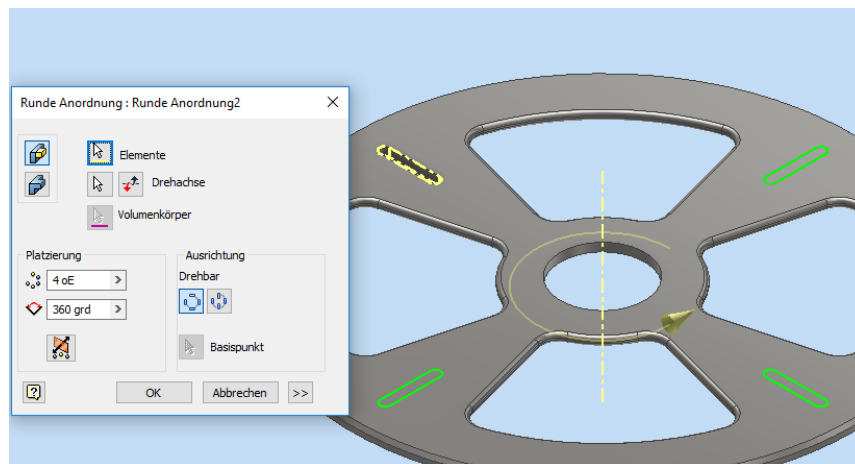 Runde Anordnung : Runde Anordnung2
Elemente
Drehachse
Volumenkörper
Platzierung
Ausrichtung
Drehbar
4 oE
360 grd
Basispunkt
OK
Abbrechen
>>